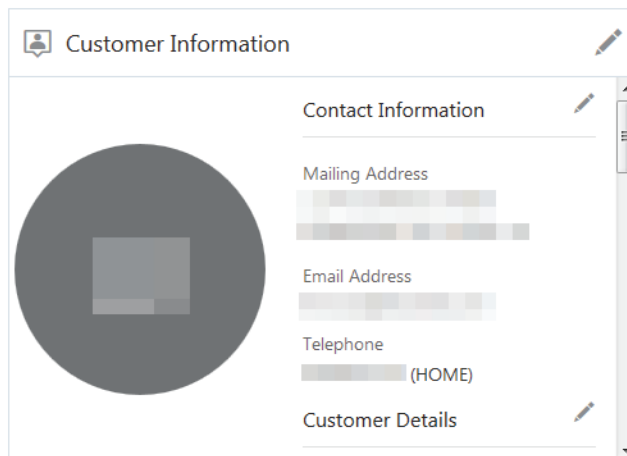 Customer Information
Contact Information
Mailing Address
Email Address
Telephone
(HOME)
Customer Details